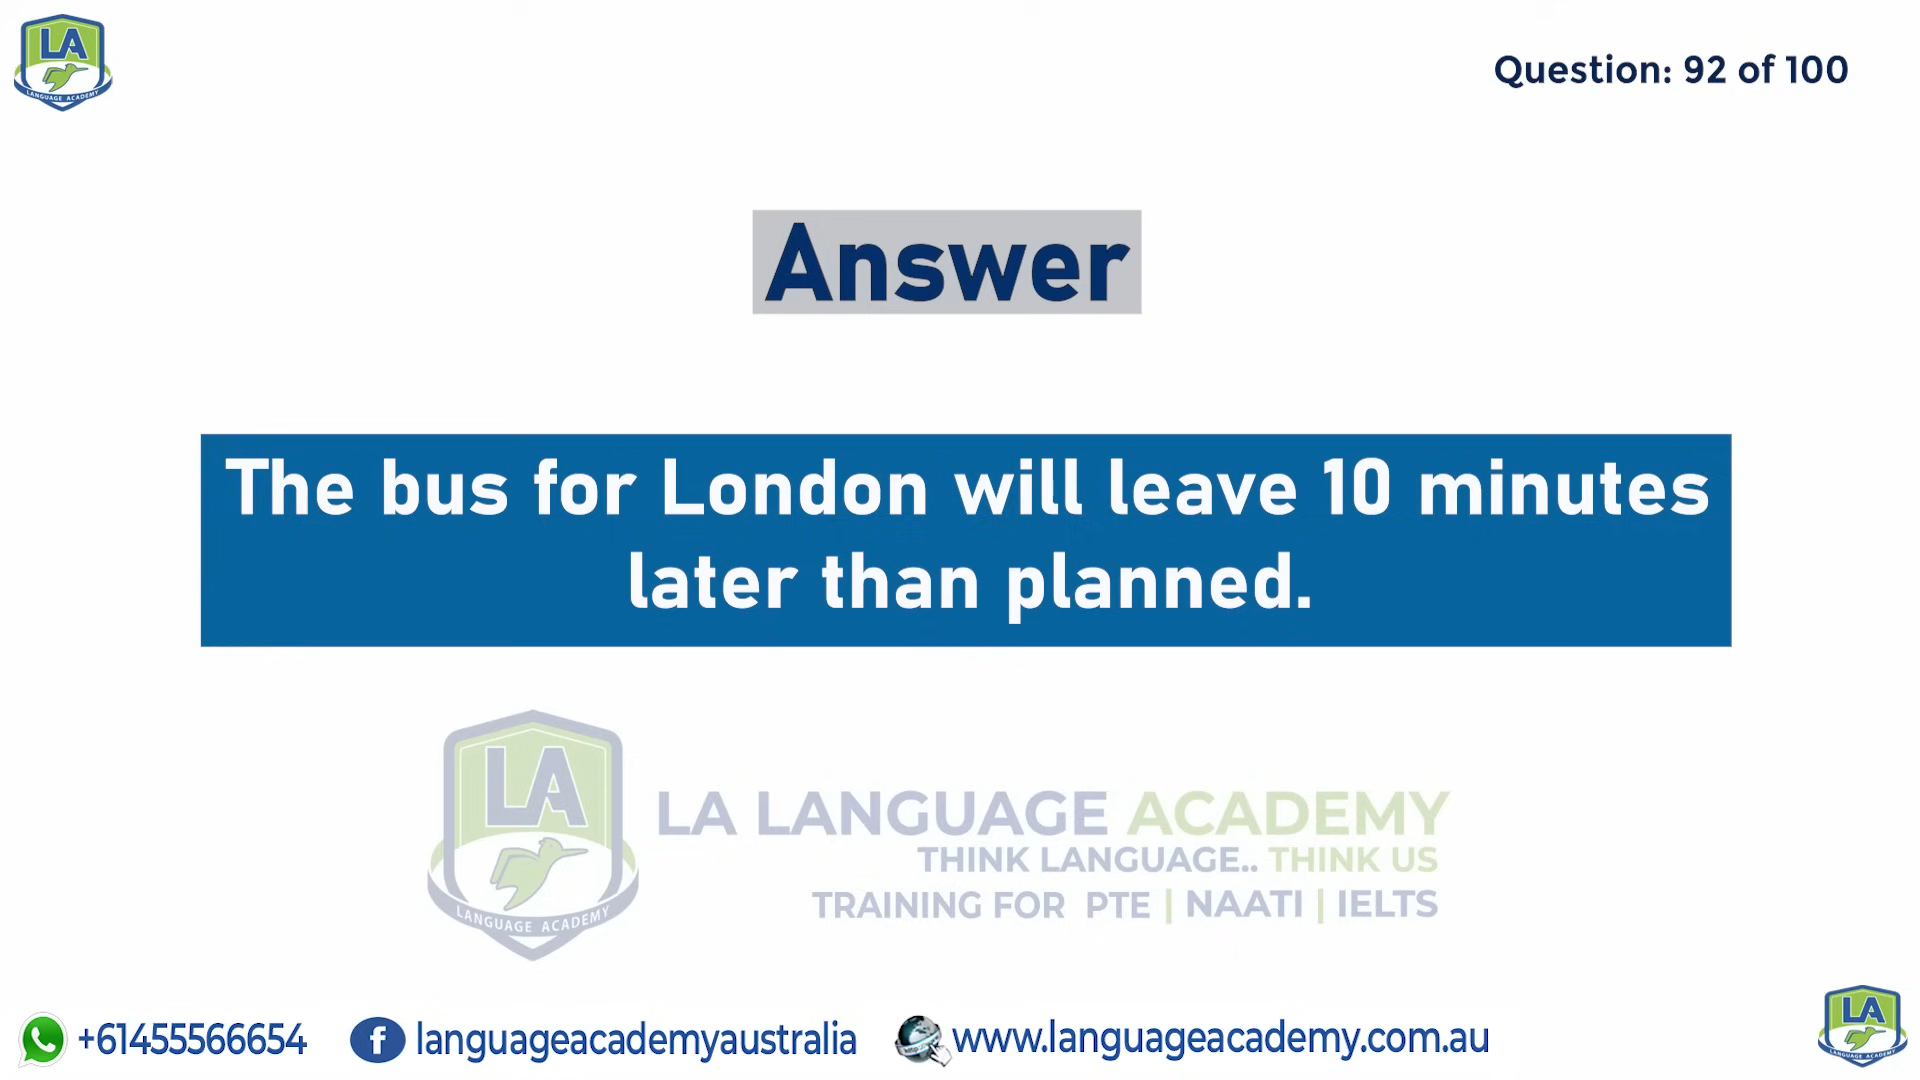 LA
LANGUAGE ACADEMY
Question: 92 of 100
Answer
The bus for London will leave 10 minutes
later than planned.
LA
LANGUAGE ACADEMY
LA LANGUAGE ACADEMY
THINK LANGUAGE.. THINK US
TRAINING FOR PTE | NAATI | IELTS
+61455566654
languageacademyaustralia
www.languageacademy.com.au
LA
LANGUAGE ACADEMY